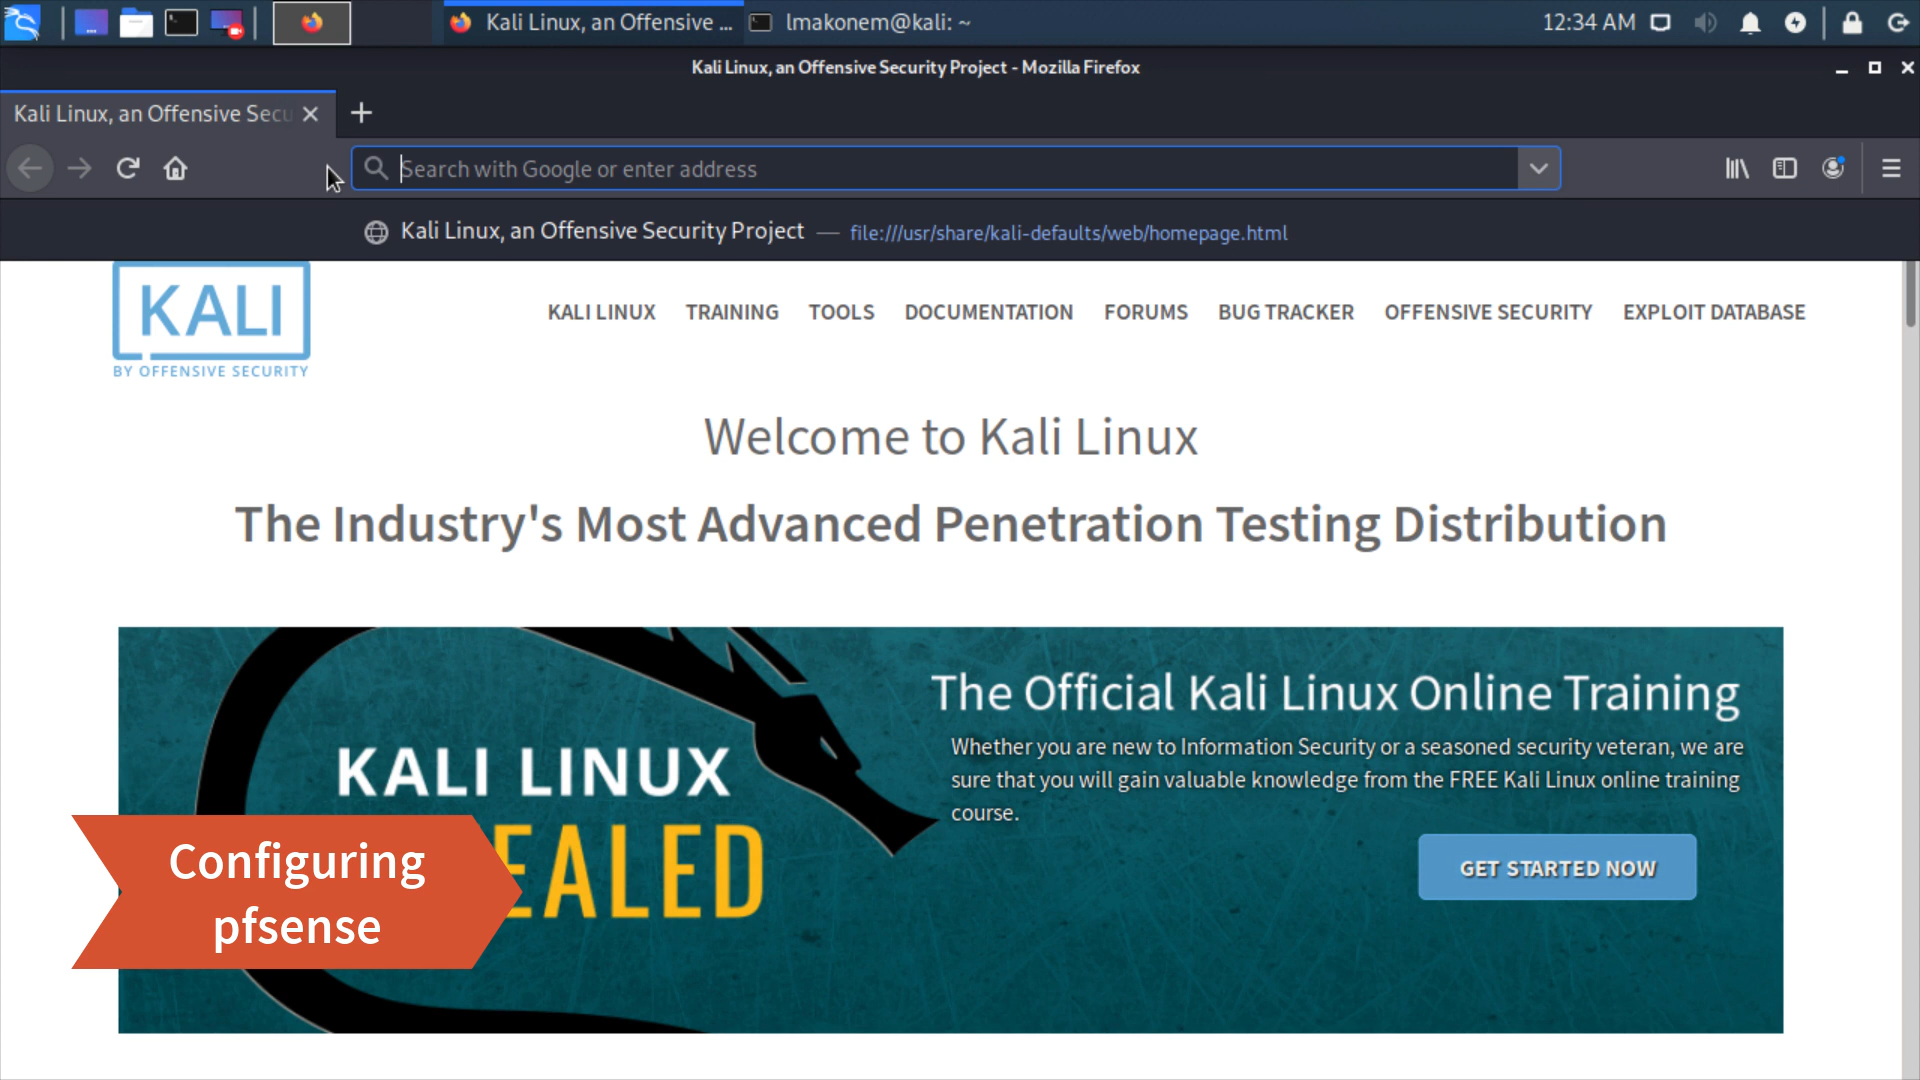 Kali Linux, an Offensive ...
lmakonem@kali: ~
12:34 AM
Kali Linux, an Offensive Security Project - Mozilla Firefox
Kali Linux, an Offensive Secu
Search with Google or enter address
Kali Linux, an Offensive Security Project — file:///usr/share/kali-defaults/web/homepage.html
KALI
BY OFFENSIVE SECURITY
KALI LINUX TRAINING TOOLS DOCUMENTATION FORUMS BUG TRACKER OFFENSIVE SECURITY EXPLOIT DATABASE
Welcome to Kali Linux
The Industry's Most Advanced Penetration Testing Distribution
KALI LINUX
EALED
The Official Kali Linux Online Training
Whether you are new to Information Security or a seasoned security veteran, we are
sure that you will gain valuable knowledge from the FREE Kali Linux online training
course.
GET STARTED NOW
Configuring
pfsense